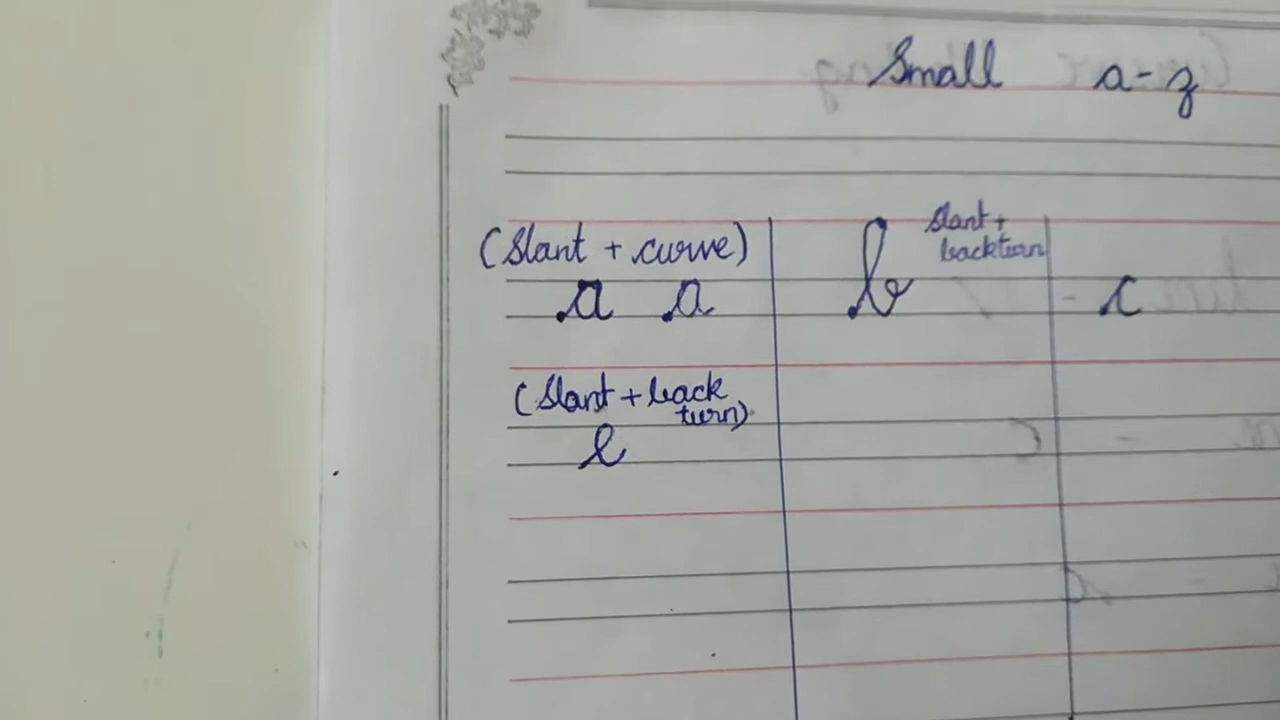 Small a-z
(Slant + curve)
a a
b
slant +
backturn
c
(Slant + back
turn)
e